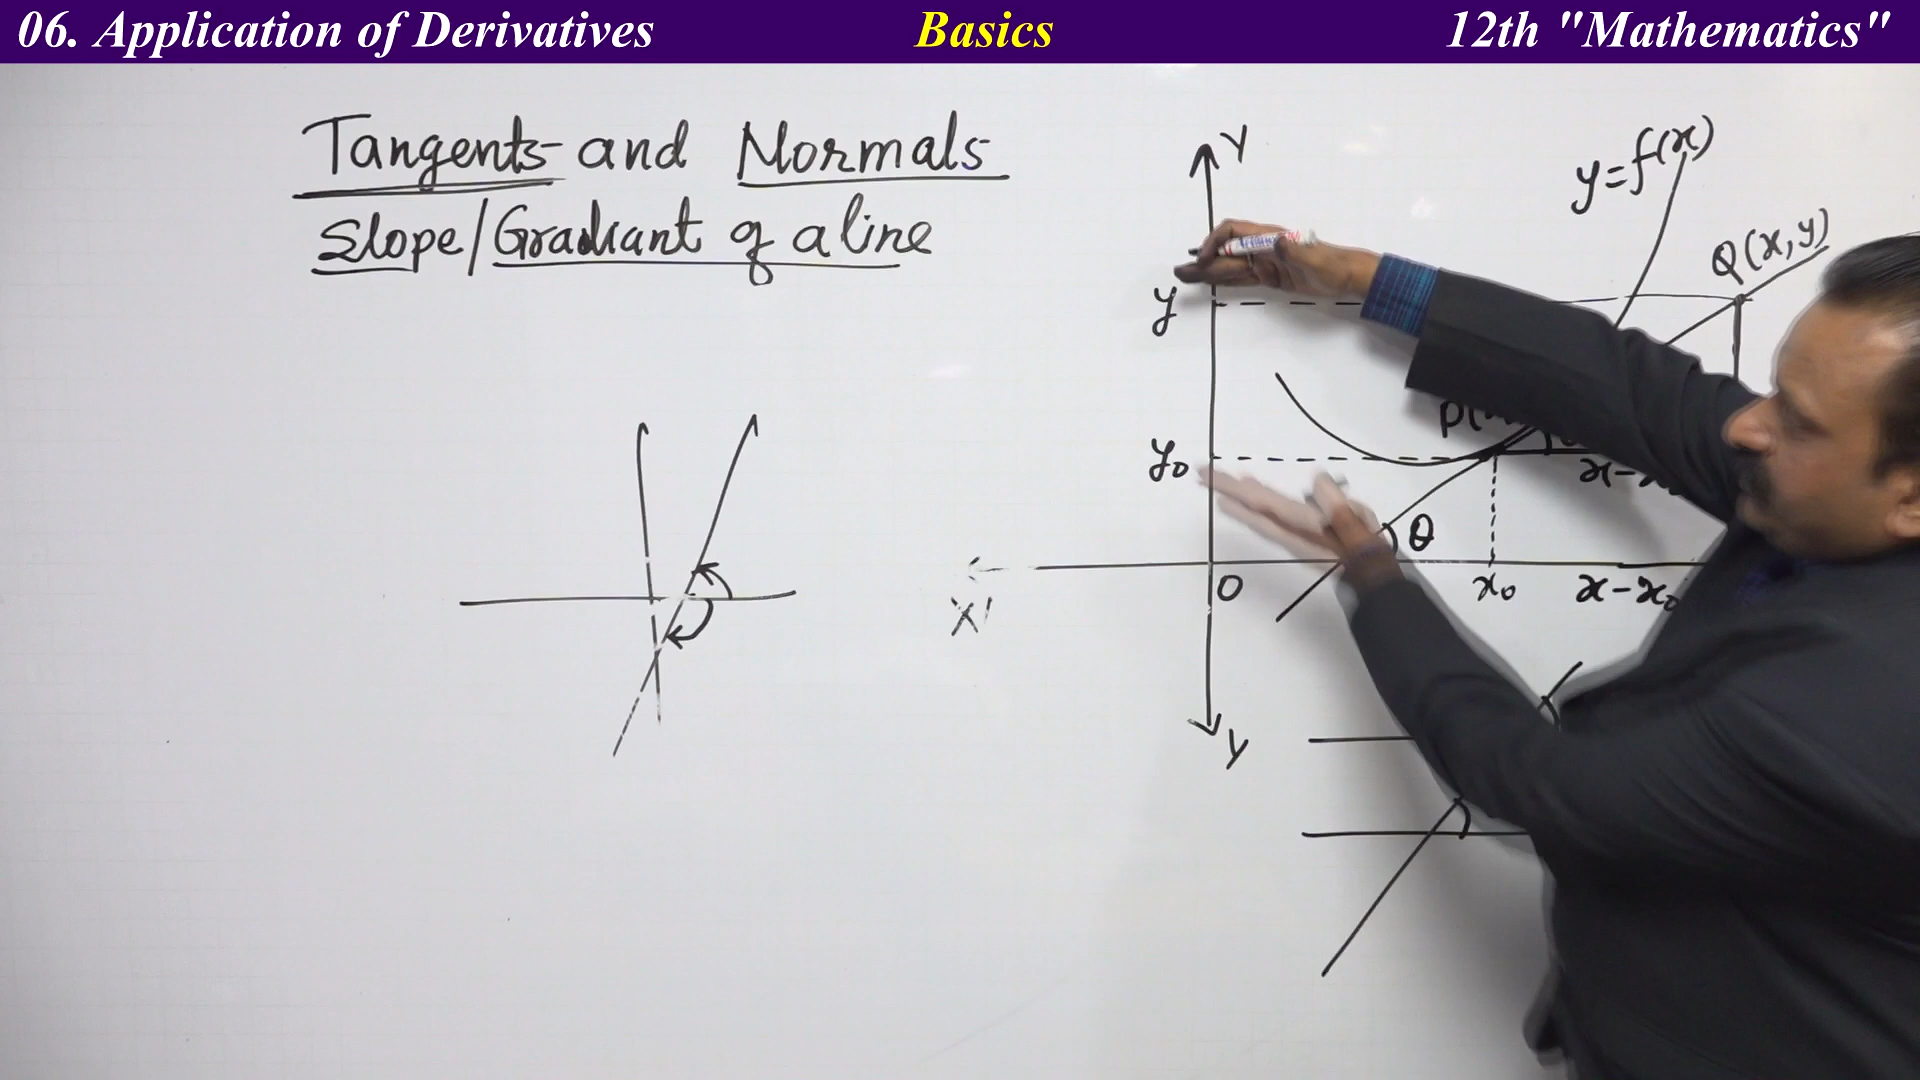 06. Application of Derivatives Basics 12th "Mathematics"
Tangents and Normals
Slope/Gradiant of a line
Y
y=f(x)
Q(x,y)
y
P(
y₀
x-x
θ
X'
O
x₀
x-x₀
y